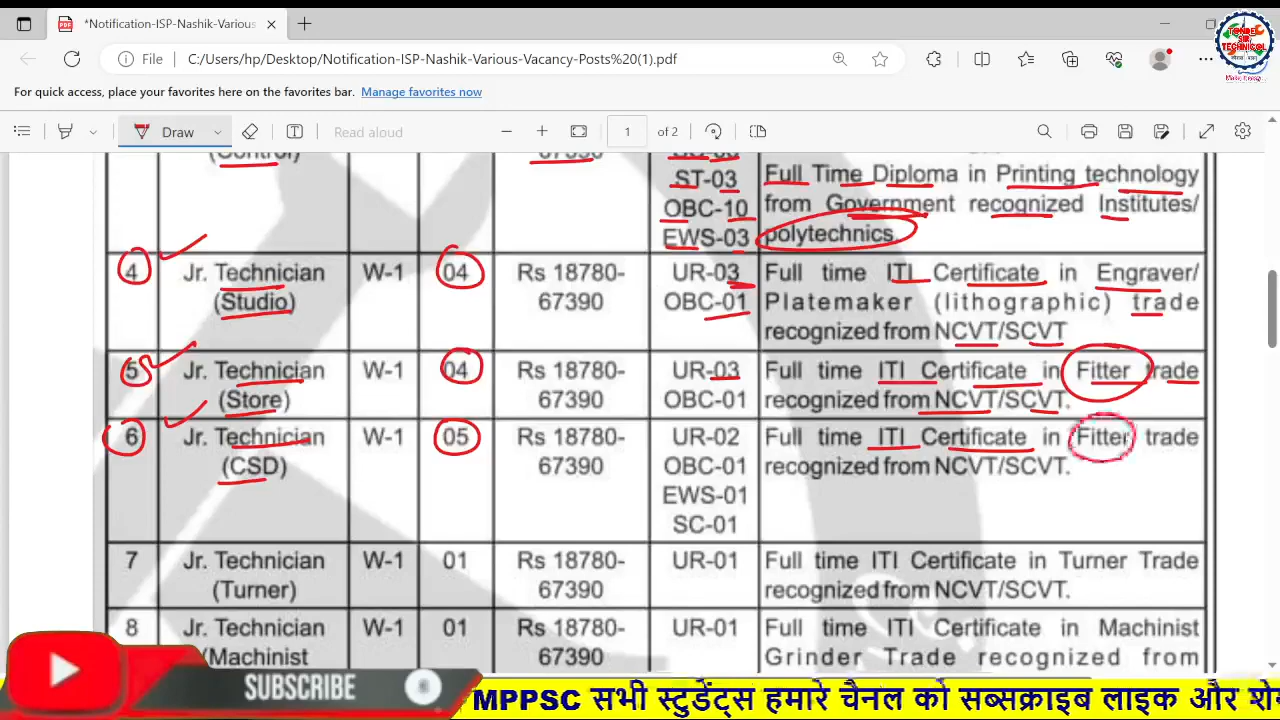 *Notification-ISP-Nashik-Various
File C:/Users/hp/Desktop/Notification-ISP-Nashik-Various-Vacancy-Posts%20(1).pdf
TONDE SIR TECHNICOL
For quick access, place your favorites here on the favorites bar. Manage favorites now
Draw Read aloud 1 of 2
(Control) 67390
ST-03 Full Time Diploma in Printing technology
OBC-10 from Government recognized Institutes/
EWS-03 polytechnics.
4 Jr. Technician W-1 04 Rs 18780- UR-03 Full time ITI Certificate in Engraver/
(Studio) 67390 OBC-01 Platemaker (lithographic) trade
recognized from NCVT/SCVT
5 Jr. Technician W-1 04 Rs 18780- UR-03 Full time ITI Certificate in Fitter trade
(Store) 67390 OBC-01 recognized from NCVT/SCVT.
6 Jr. Technician W-1 05 Rs 18780- UR-02 Full time ITI Certificate in Fitter trade
(CSD) 67390 OBC-01 recognized from NCVT/SCVT.
EWS-01
SC-01
7 Jr. Technician W-1 01 Rs 18780- UR-01 Full time ITI Certificate in Turner Trade
(Turner) 67390 recognized from NCVT/SCVT.
8 Jr. Technician W-1 01 Rs 18780- UR-01 Full time ITI Certificate in Machinist
(Machinist 67390 Grinder Trade recognized from
SUBSCRIBE
MPPSC सभी स्टुडेंट्स हमारे चैनल को सब्सक्राइब लाइक और शे